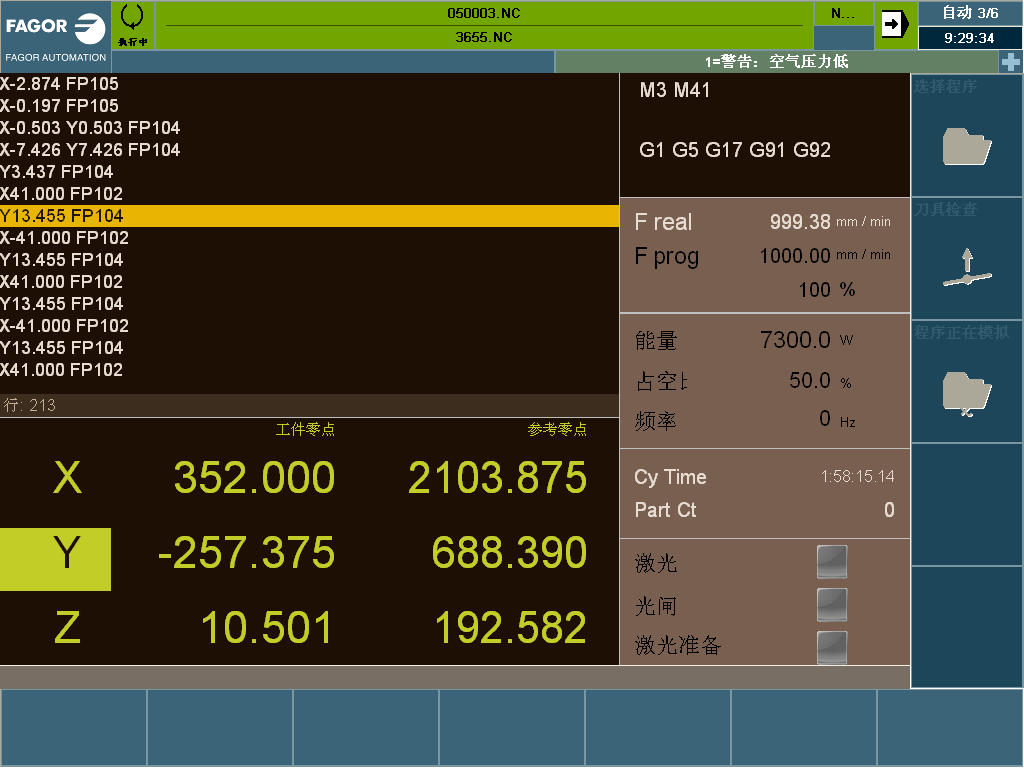 FAGOR
FAGOR AUTOMATION
执行中
050003.NC
3655.NC
N...
自动 3/6
9:29:34
1=警告：空气压力低
X-2.874 FP105
X-0.197 FP105
X-0.503 Y0.503 FP104
X-7.426 Y7.426 FP104
Y3.437 FP104
X41.000 FP102
Y13.455 FP104
X-41.000 FP102
Y13.455 FP104
X41.000 FP102
Y13.455 FP104
X-41.000 FP102
Y13.455 FP104
X41.000 FP102
行: 213
工件零点 参考零点
X 352.000 2103.875
Y -257.375 688.390
Z 10.501 192.582
M3 M41
G1 G5 G17 G91 G92
F real 999.38 mm / min
F prog 1000.00 mm / min
100 %
能量 7300.0 W
占空比 50.0 %
频率 0 Hz
Cy Time 1:58:15.14
Part Ct 0
激光
光闸
激光准备
选择程序
刀具检查
程序正在模拟